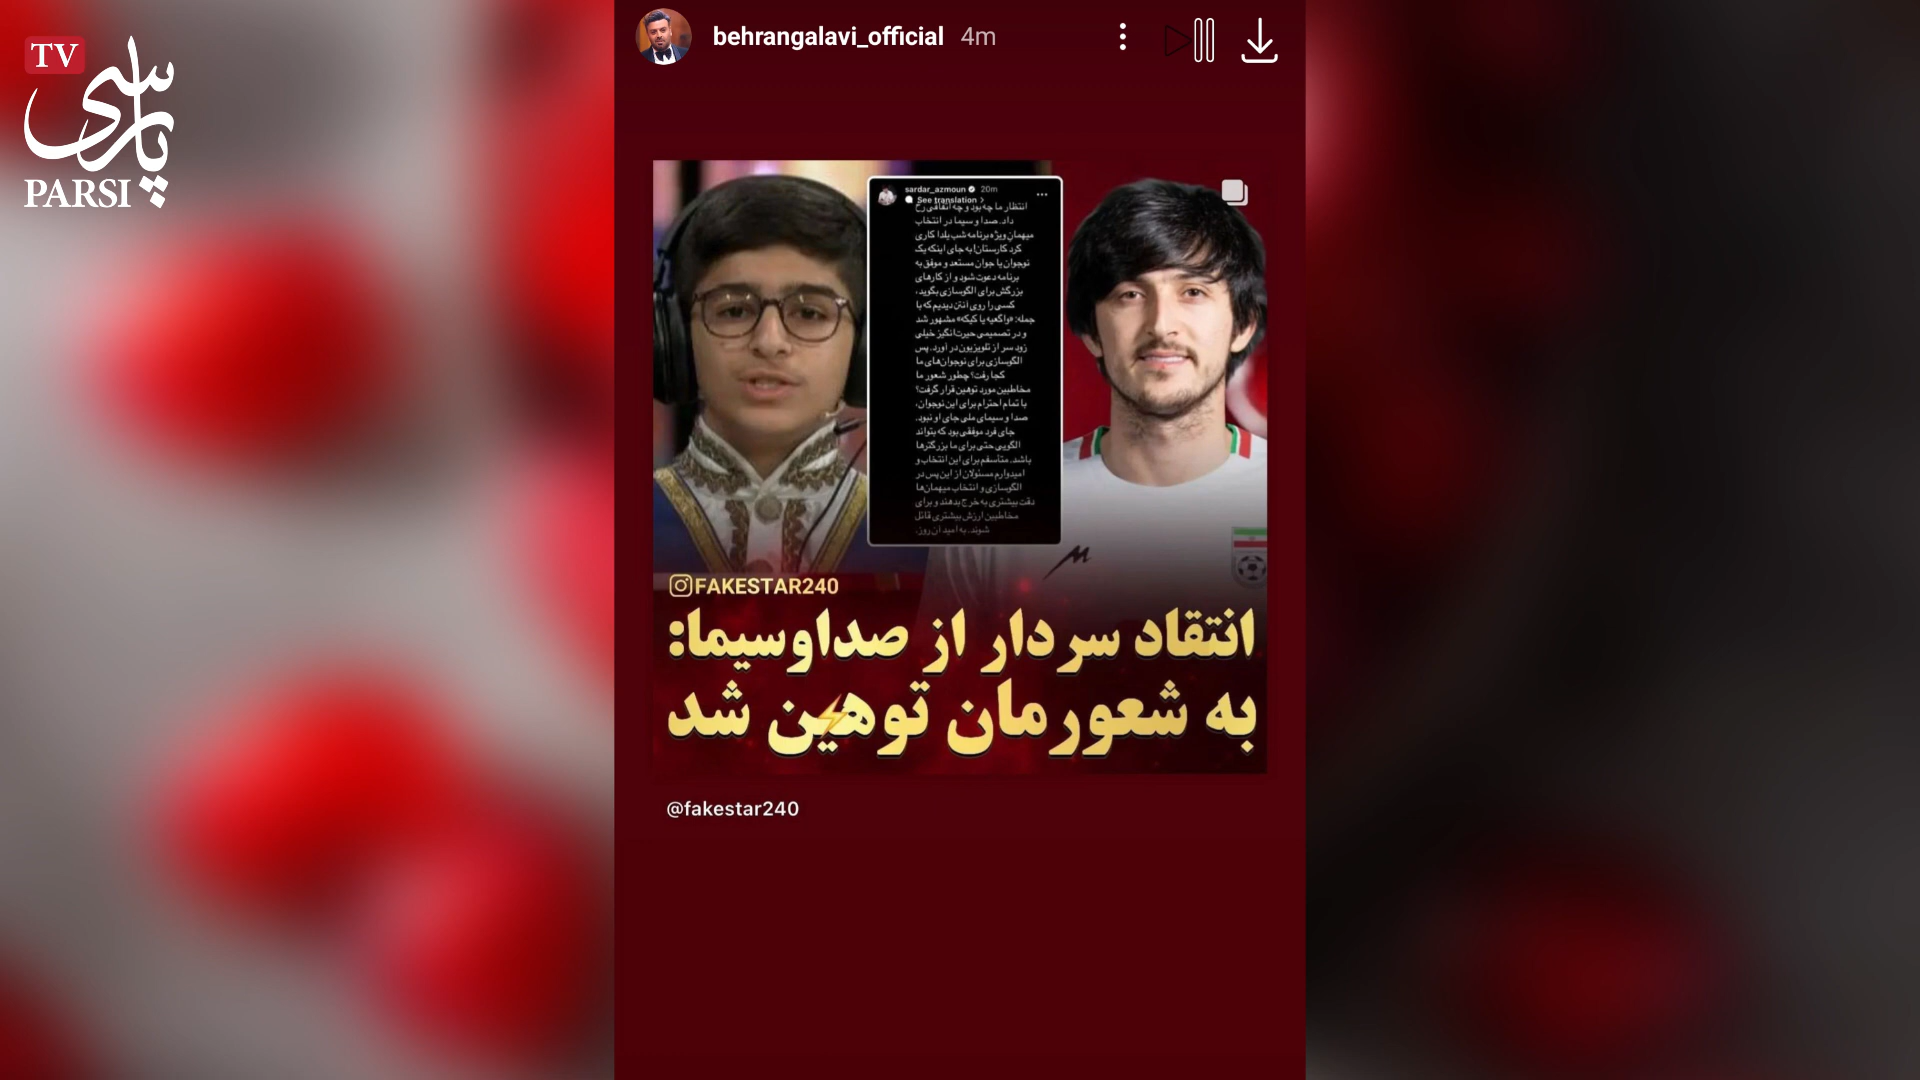 TV
پارسی
PARSI
behrangalavi_official 4m
sardar_azmoun 20m
See translation
انتظار ما چه بود و چه اتفاقی رخ
داد. صدا و سیما در انتخاب
میهمان ویژه برنامه شب یلدا کاری
کرد کارستان! به جای اینکه یک
نوجوان یا جوان مستعد و موفق به
برنامه دعوت شود و از کارهای
بزرگش برای الگوسازی بگوید،
کسی را روی آنتن دیدیم که با
جمله: «واگعیه یا کیکه» مشهور شد
و در تصمیمی حیرت‌انگیز خیلی
زود سر از تلویزیون در آورد. پس
الگوسازی برای نوجوان‌های ما
کجا رفت؟ چطور شعور ما
مخاطبین مورد توهین قرار گرفت؟
با تمام احترام برای این نوجوان،
صدا و سیمای ملی جای او نبود.
جای فرد موفقی بود که بتواند
الگویی حتی برای ما بزرگترها
باشد. متأسفم برای این انتخاب و
امیدوارم مسئولان از این پس در
الگوسازی و انتخاب میهمان‌ها
دقت بیشتری به خرج بدهند و برای
مخاطبین ارزش بیشتری قائل
شوند. به امید آن روز.
FAKESTAR240
انتقاد سردار از صداوسیما:
به شعورمان توهین شد
@fakestar240